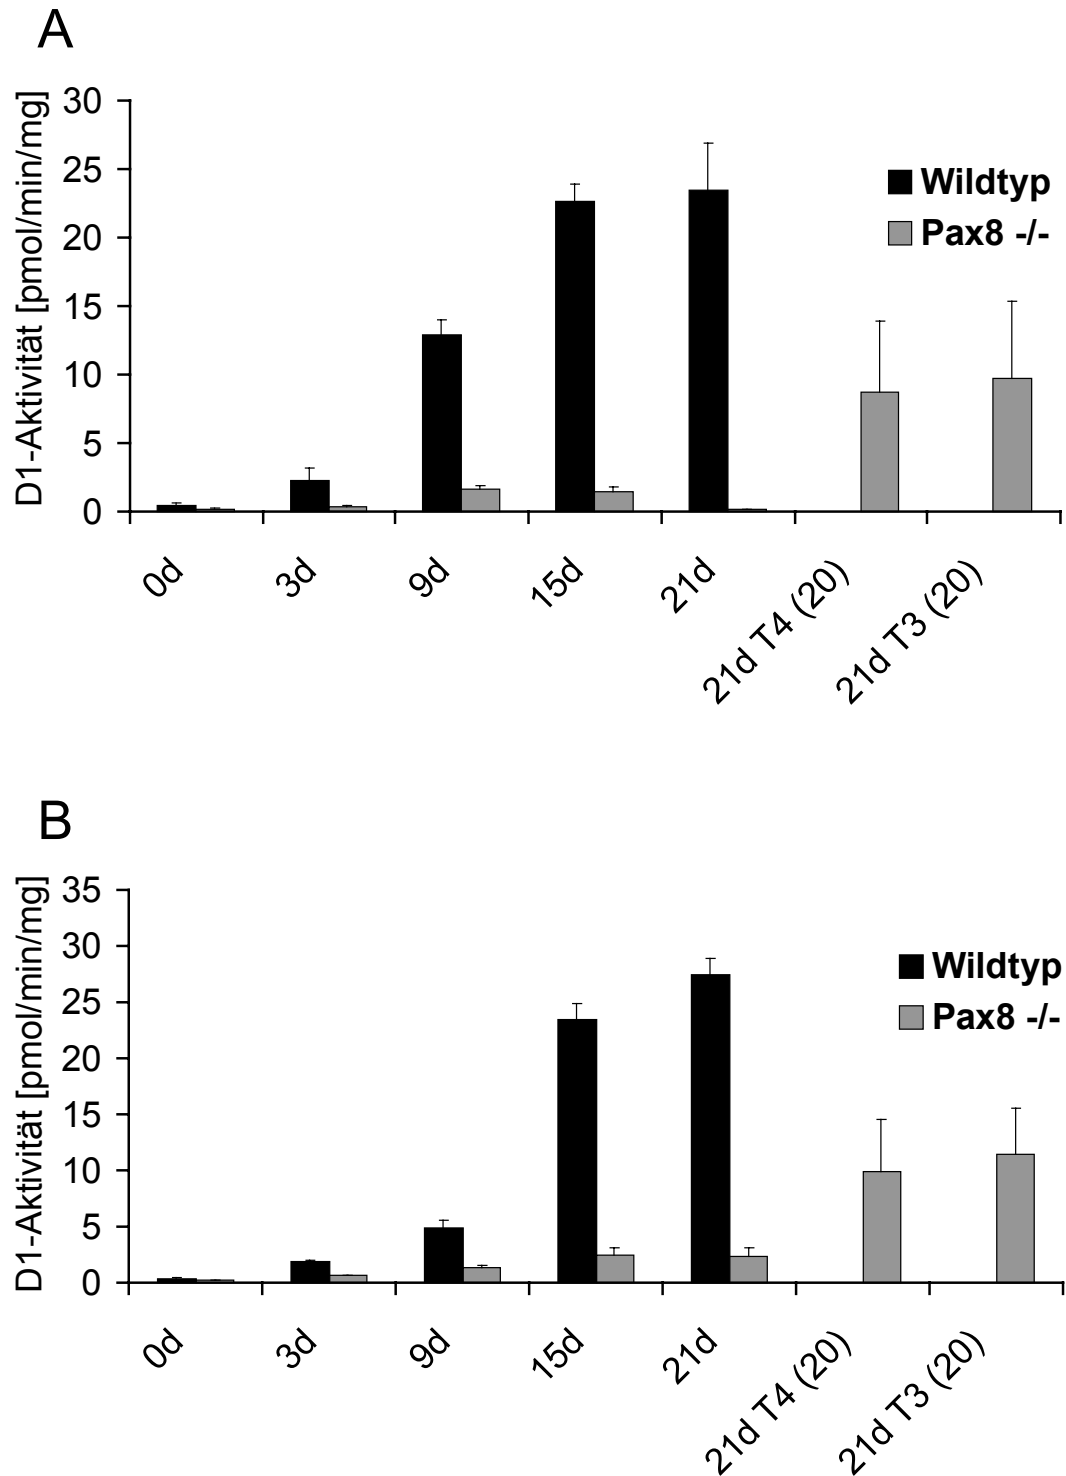 A
D1-Aktivität [pmol/min/mg]
30
25
20
15
10
5
0
Wildtyp
Pax8 -/-
0d
3d
9d
15d
21d
21d T4 (20)
21d T3 (20)
B
D1-Aktivität [pmol/min/mg]
35
30
25
20
15
10
5
0
Wildtyp
Pax8 -/-
0d
3d
9d
15d
21d
21d T4 (20)
21d T3 (20)